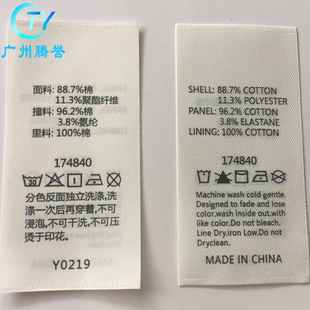 TY
广州腾誉
面料: 88.7%棉
11.3%聚酯纤维
撞料: 96.2%棉
3.8%氨纶
里料: 100%棉
174840
30
分色反面独立洗涤,洗
涤一次后再穿着,不可
浸泡,不可干洗,不可压
烫于印花。
Y0219
SHELL: 88.7% COTTON
11.3% POLYESTER
PANEL: 96.2% COTTON
3.8% ELASTANE
LINING: 100% COTTON
174840
Machine wash cold gentle.
Designed to fade and lose
color.wash inside out,with
like color.Do not bleach.
Line Dry.Iron Low.Do not
Dryclean.
MADE IN CHINA